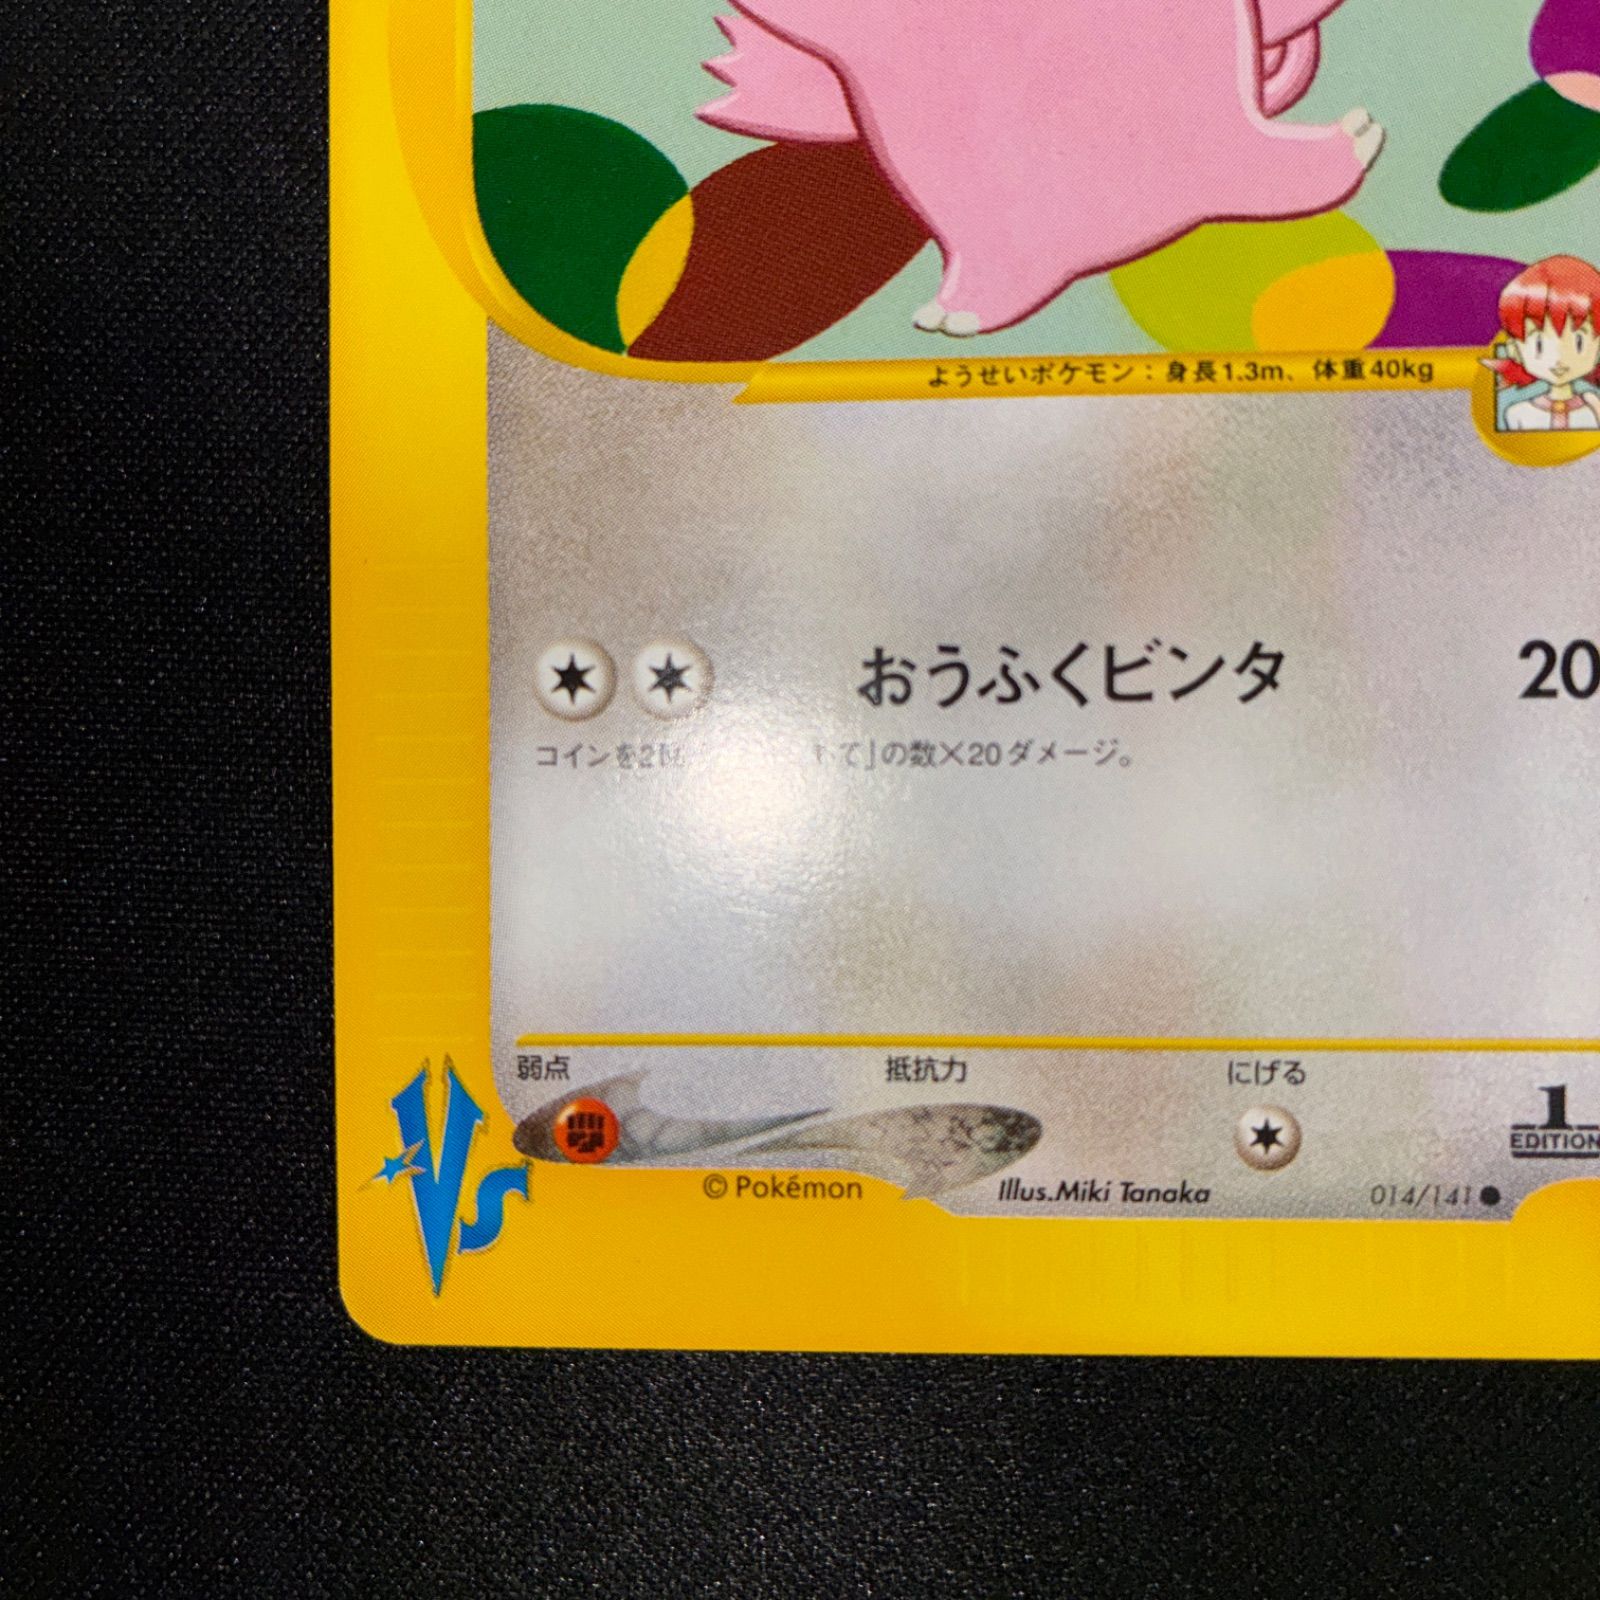 ようせいポケモン：身長1.3m、体重40kg
おうふくビンタ 20
コインを2 て」の数×20ダメージ。
弱点 抵抗力 にげる
1
EDITION
Vs
© Pokémon Illus.Miki Tanaka 014/141●